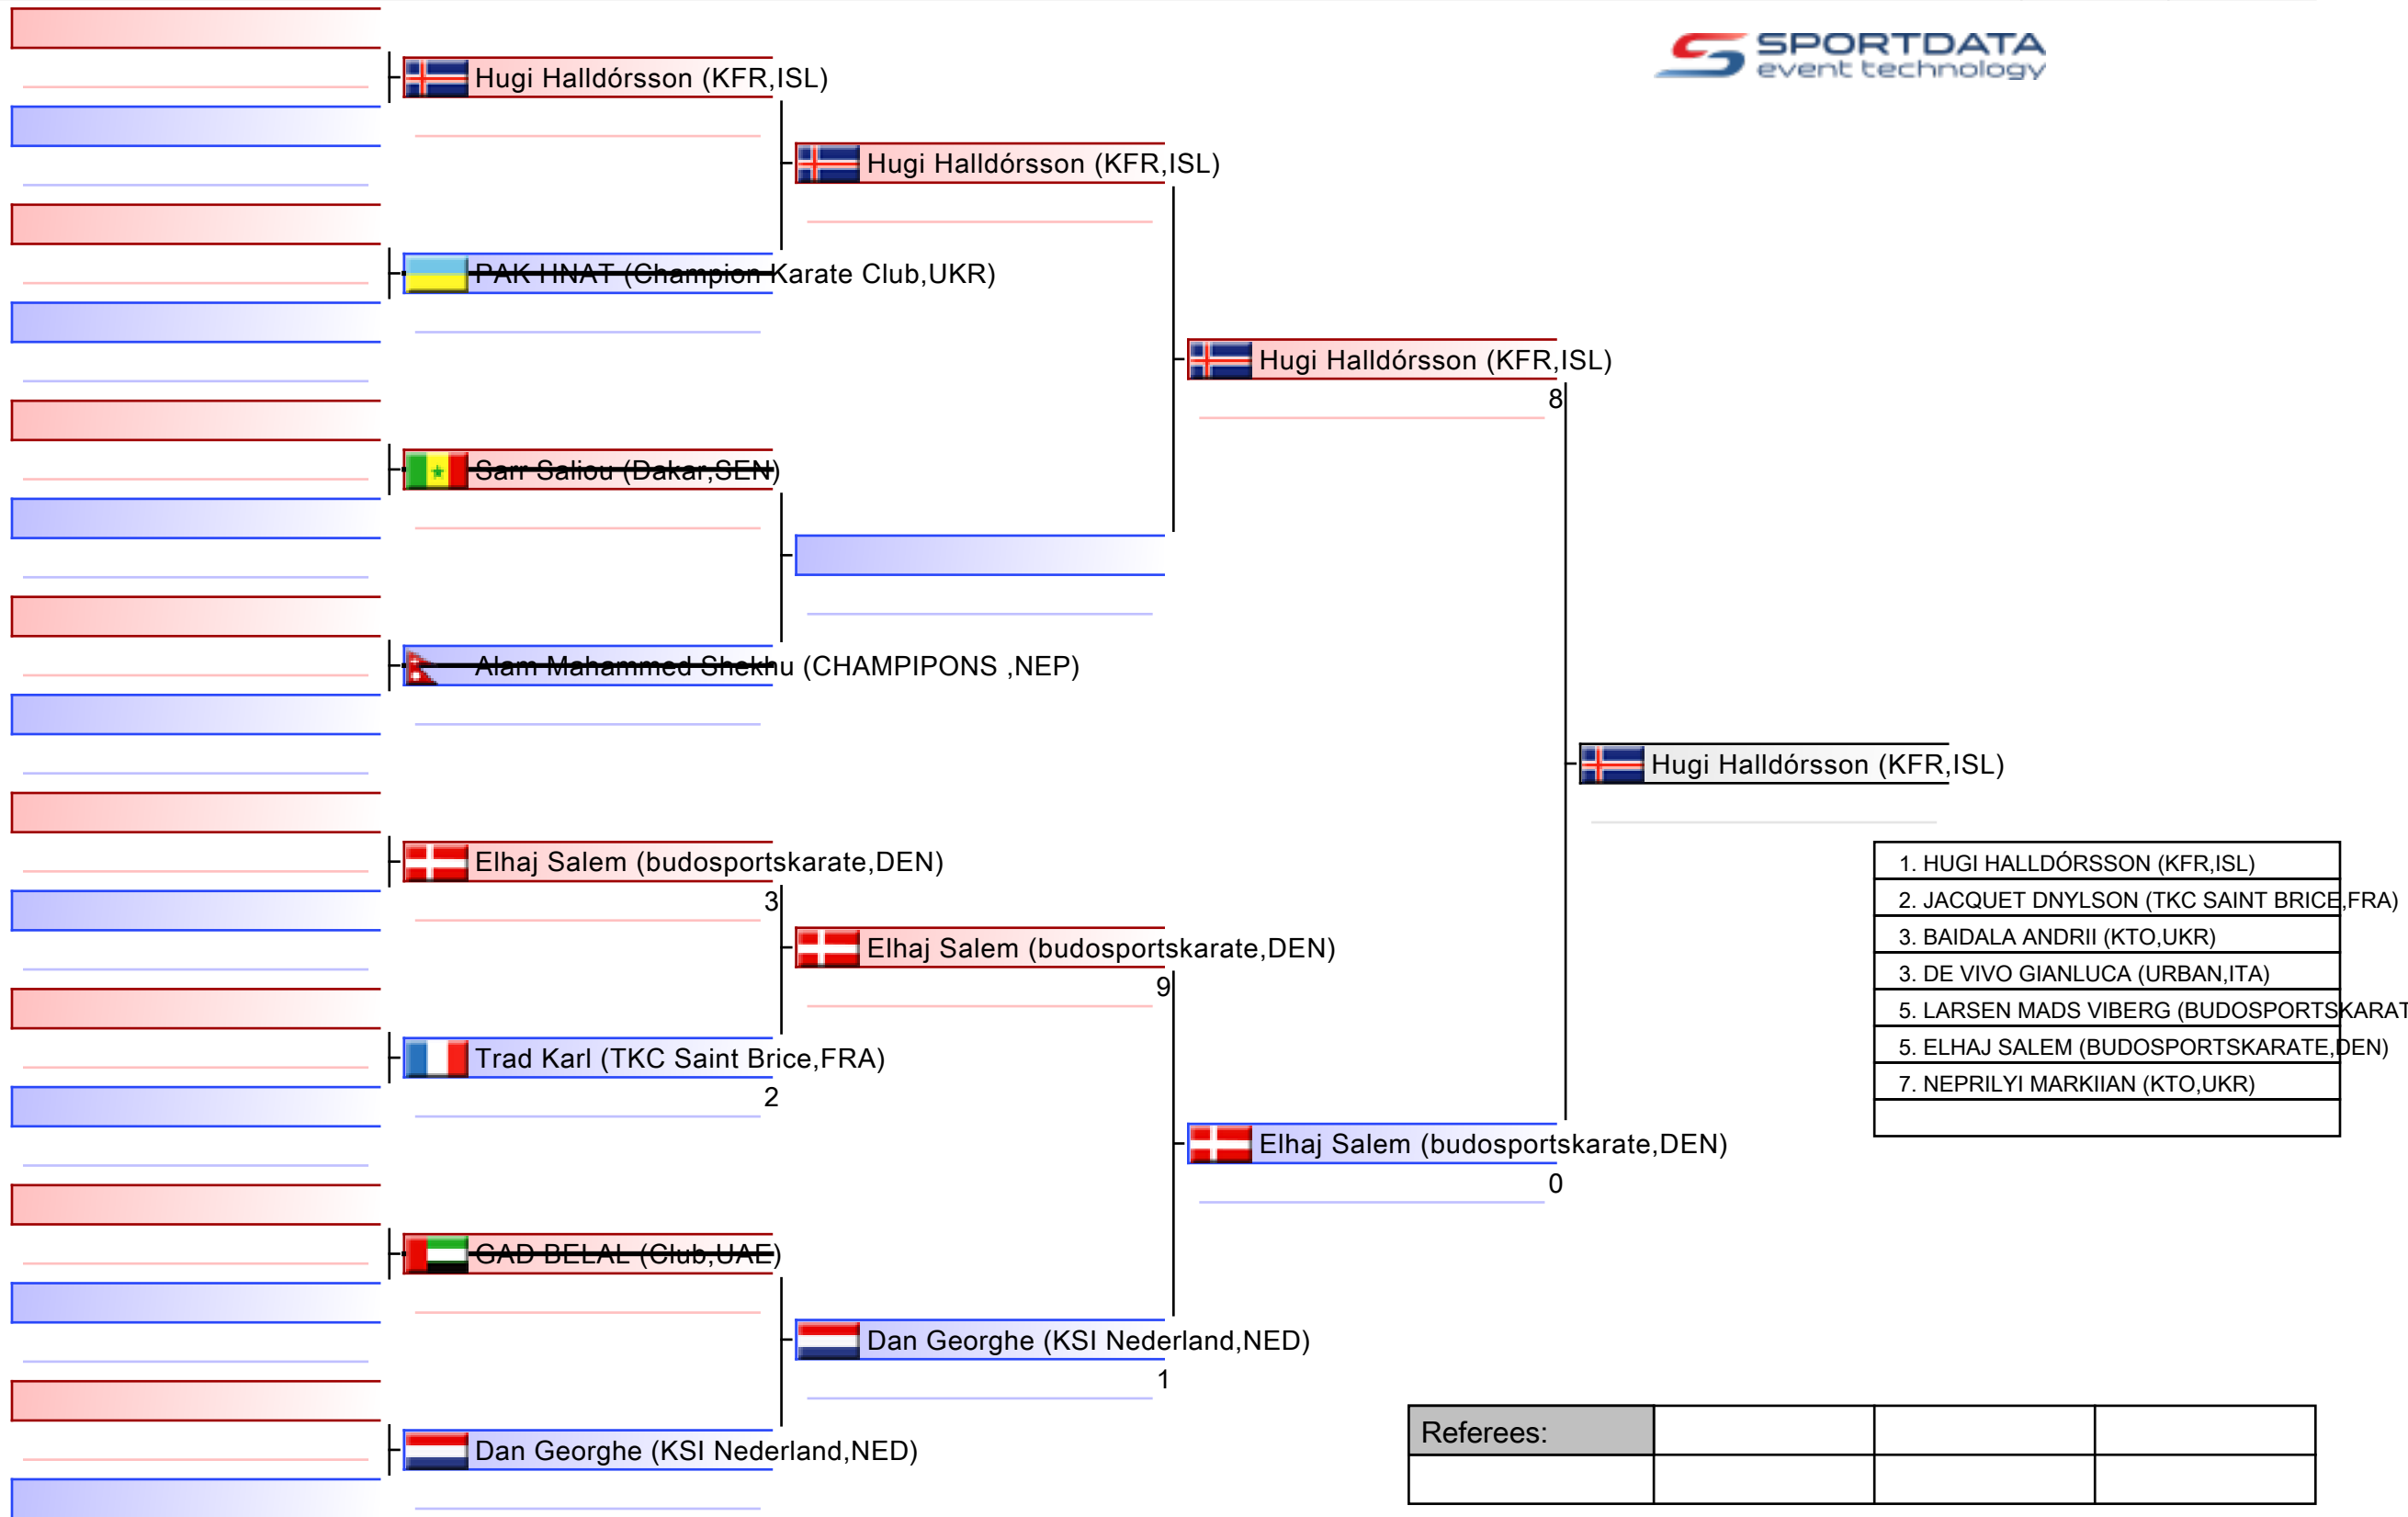 SPORTDATA
event technology
Hugi Halldórsson (KFR,ISL)
Hugi Halldórsson (KFR,ISL)
PAK HNAT (Champion Karate Club,UKR)
Hugi Halldórsson (KFR,ISL)
8
Sarr Saliou (Dakar,SEN)
Alam Mahammed Shekhu (CHAMPIPONS ,NEP)
Hugi Halldórsson (KFR,ISL)
Elhaj Salem (budosportskarate,DEN)
3
Elhaj Salem (budosportskarate,DEN)
9
Trad Karl (TKC Saint Brice,FRA)
2
Elhaj Salem (budosportskarate,DEN)
0
GAD BELAL (Club,UAE)
Dan Georghe (KSI Nederland,NED)
1
Dan Georghe (KSI Nederland,NED)
1. HUGI HALLDÓRSSON (KFR,ISL)
2. JACQUET DNYLSON (TKC SAINT BRICE,FRA)
3. BAIDALA ANDRII (KTO,UKR)
3. DE VIVO GIANLUCA (URBAN,ITA)
5. LARSEN MADS VIBERG (BUDOSPORTSKARAT
5. ELHAJ SALEM (BUDOSPORTSKARATE,DEN)
7. NEPRILYI MARKIIAN (KTO,UKR)
Referees: